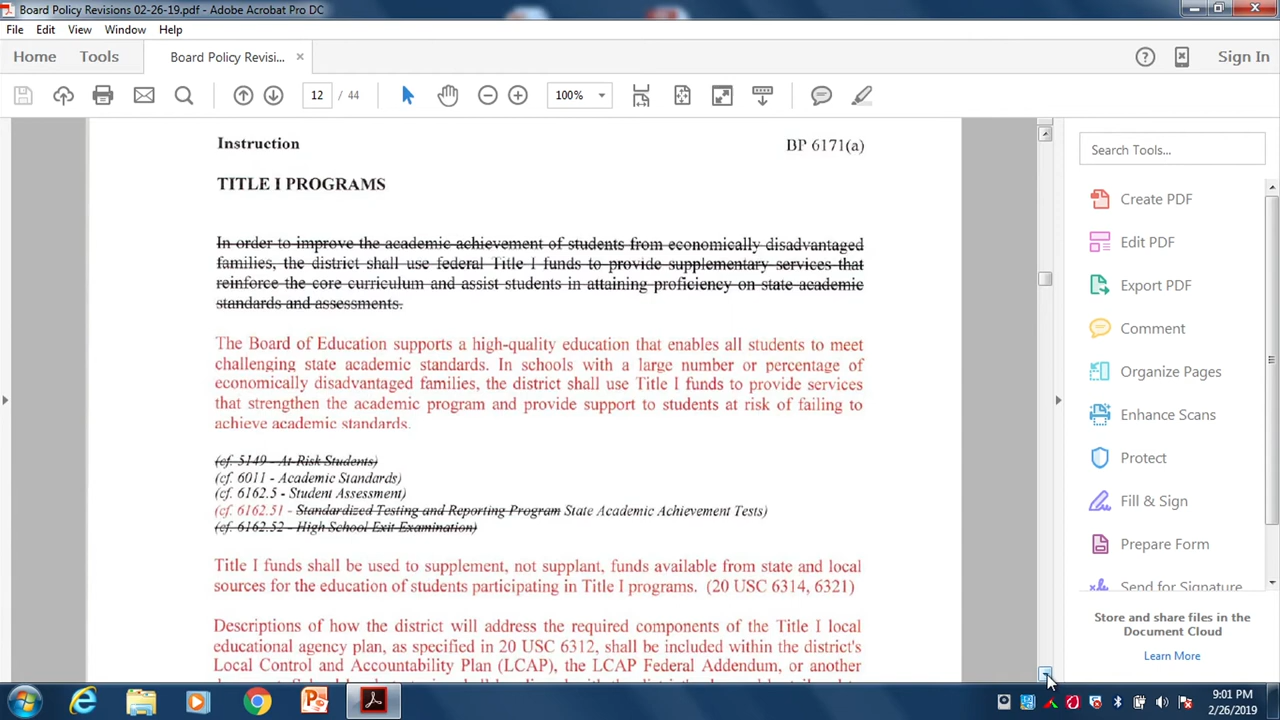 Board Policy Revisions 02-26-19.pdf - Adobe Acrobat Pro DC
File Edit View Window Help
Home Tools Board Policy Revisi... × Sign In
12 / 44 100%
Instruction BP 6171(a)
TITLE I PROGRAMS
In order to improve the academic achievement of students from economically disadvantaged
families, the district shall use federal Title I funds to provide supplementary services that
reinforce the core curriculum and assist students in attaining proficiency on state academic
standards and assessments.
The Board of Education supports a high-quality education that enables all students to meet
challenging state academic standards. In schools with a large number or percentage of
economically disadvantaged families, the district shall use Title I funds to provide services
that strengthen the academic program and provide support to students at risk of failing to
achieve academic standards.
(cf. 5149 - At-Risk Students)
(cf. 6011 - Academic Standards)
(cf. 6162.5 - Student Assessment)
(cf. 6162.51 - Standardized Testing and Reporting Program State Academic Achievement Tests)
(cf. 6162.52 - High School Exit Examination)
Title I funds shall be used to supplement, not supplant, funds available from state and local
sources for the education of students participating in Title I programs. (20 USC 6314, 6321)
Descriptions of how the district will address the required components of the Title I local
educational agency plan, as specified in 20 USC 6312, shall be included within the district's
Local Control and Accountability Plan (LCAP), the LCAP Federal Addendum, or another
Search Tools...
Create PDF
Edit PDF
Export PDF
Comment
Organize Pages
Enhance Scans
Protect
Fill & Sign
Prepare Form
Send for Signature
Store and share files in the
Document Cloud
Learn More
9:01 PM
2/26/2019